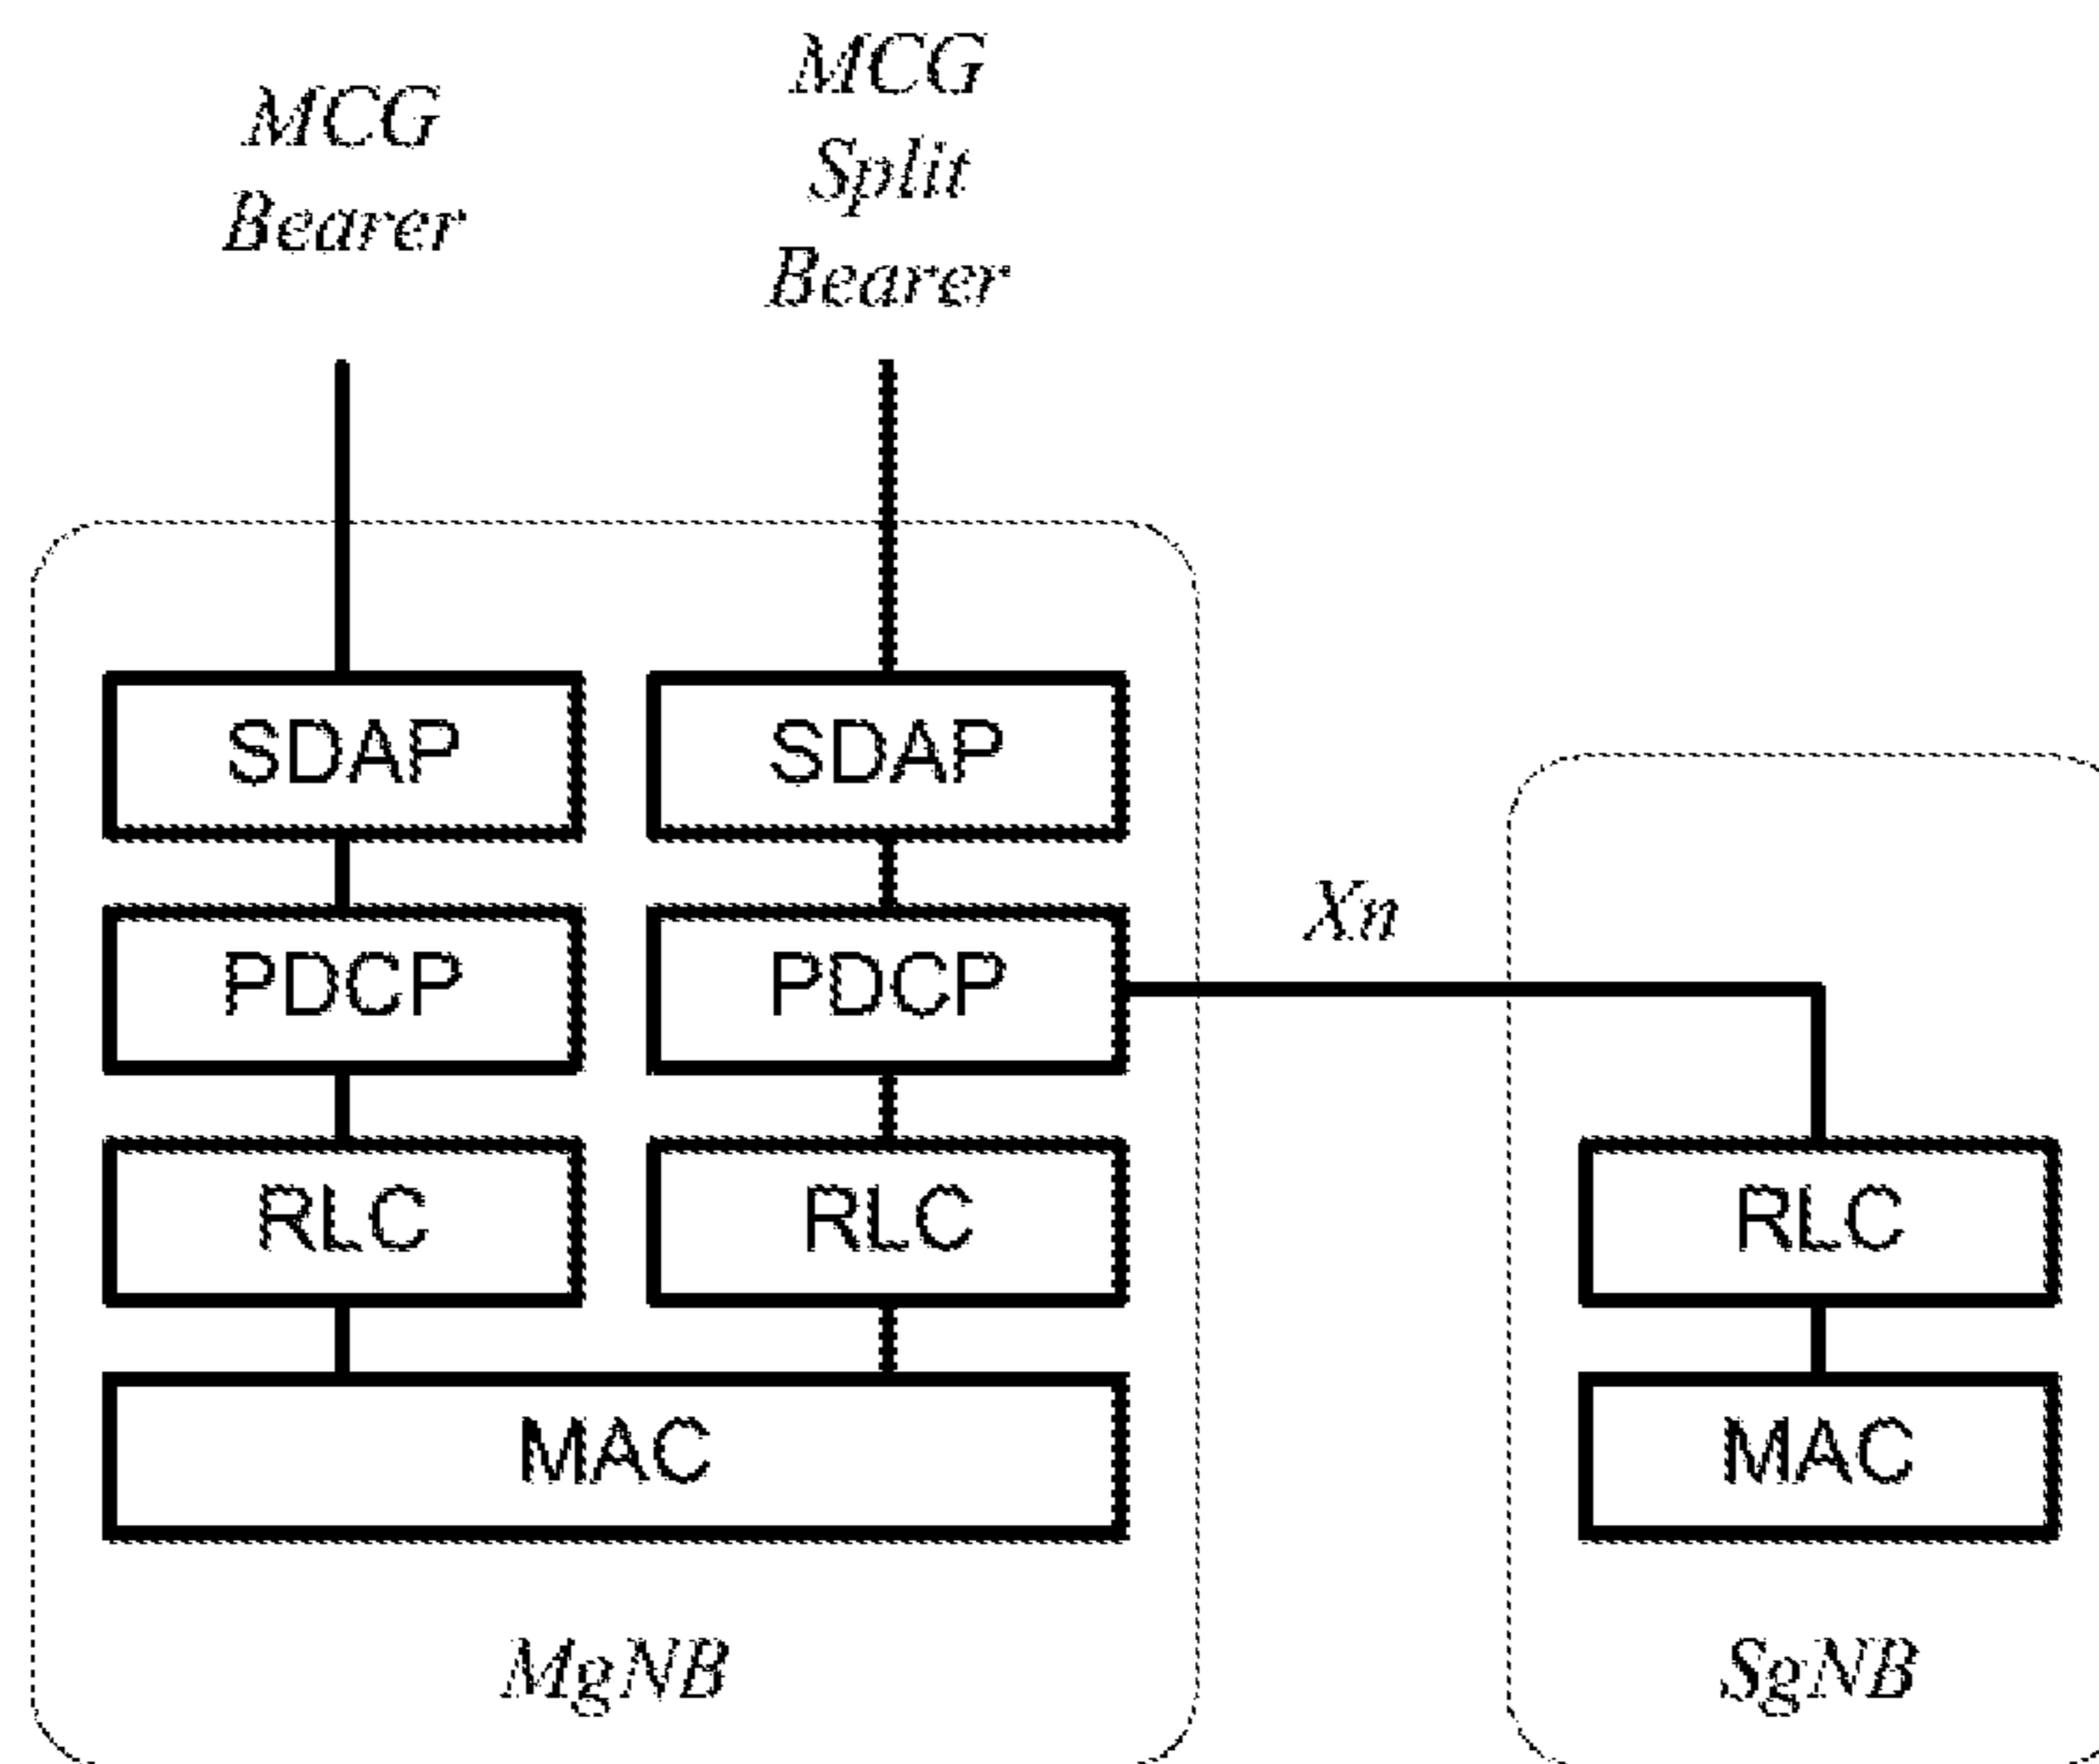 MCG
Bearer
MCG
Split
Bearer
SDAP
SDAP
PDCP
PDCP
Xn
RLC
RLC
RLC
MAC
MAC
MgNB
SgNB